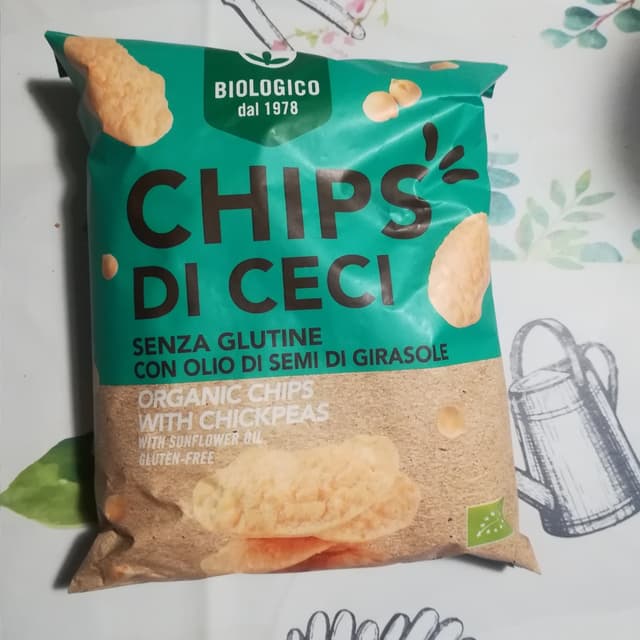 BIOLOGICO
dal 1978
CHIPS
DI CECI
SENZA GLUTINE
CON OLIO DI SEMI DI GIRASOLE
ORGANIC CHIPS
WITH CHICKPEAS
WITH SUNFLOWER OIL
GLUTEN-FREE